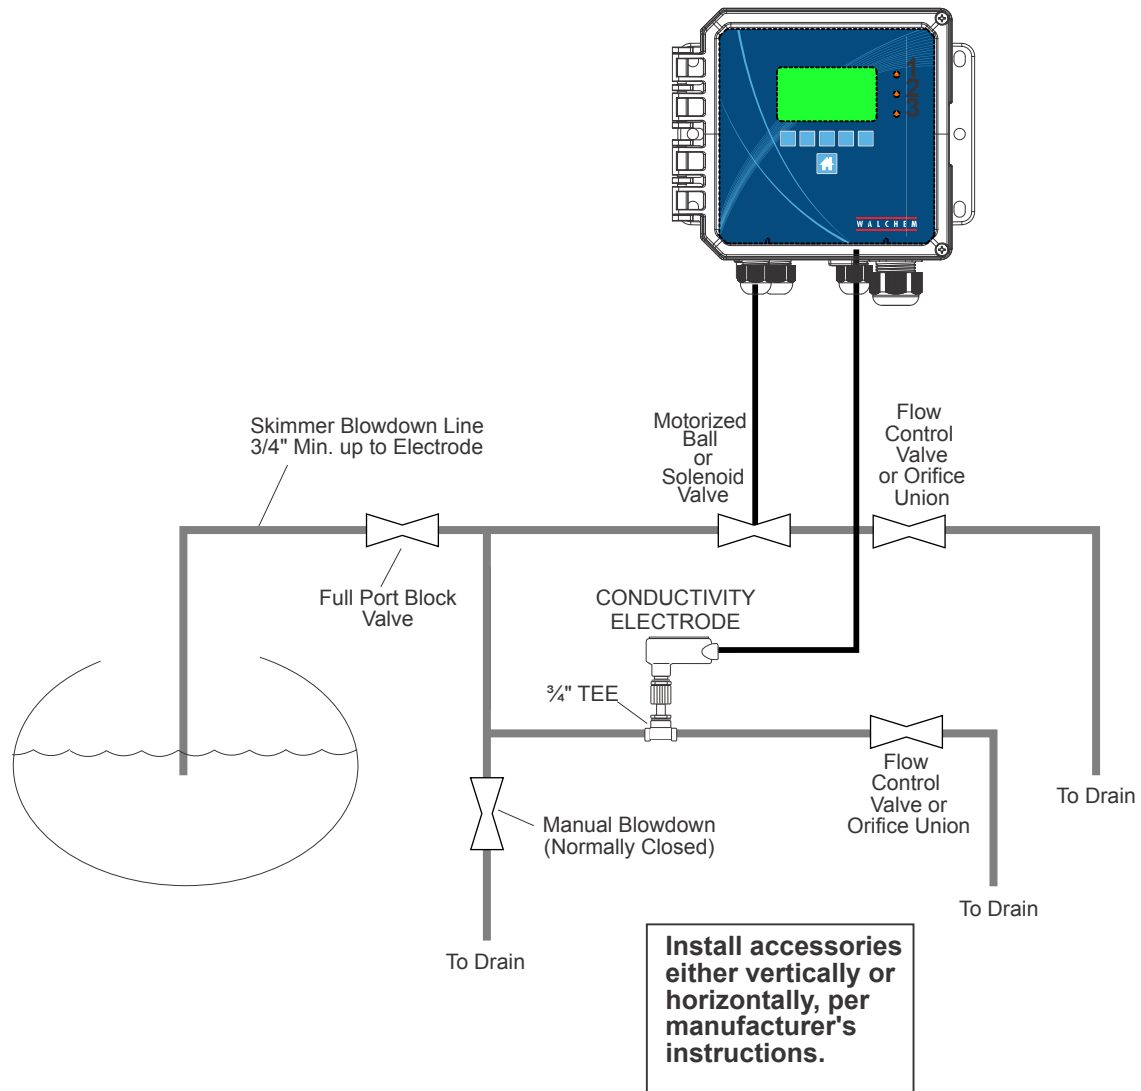 1
2
3
WALCHEM
Skimmer Blowdown Line
3/4" Min. up to Electrode
Motorized
Ball
or
Solenoid
Valve
Flow
Control
Valve
or Orifice
Union
Full Port Block
Valve
CONDUCTIVITY
ELECTRODE
¾" TEE
Flow
Control
Valve or
Orifice Union
To Drain
Manual Blowdown
(Normally Closed)
To Drain
To Drain
Install accessories
either vertically or
horizontally, per
manufacturer's
instructions.